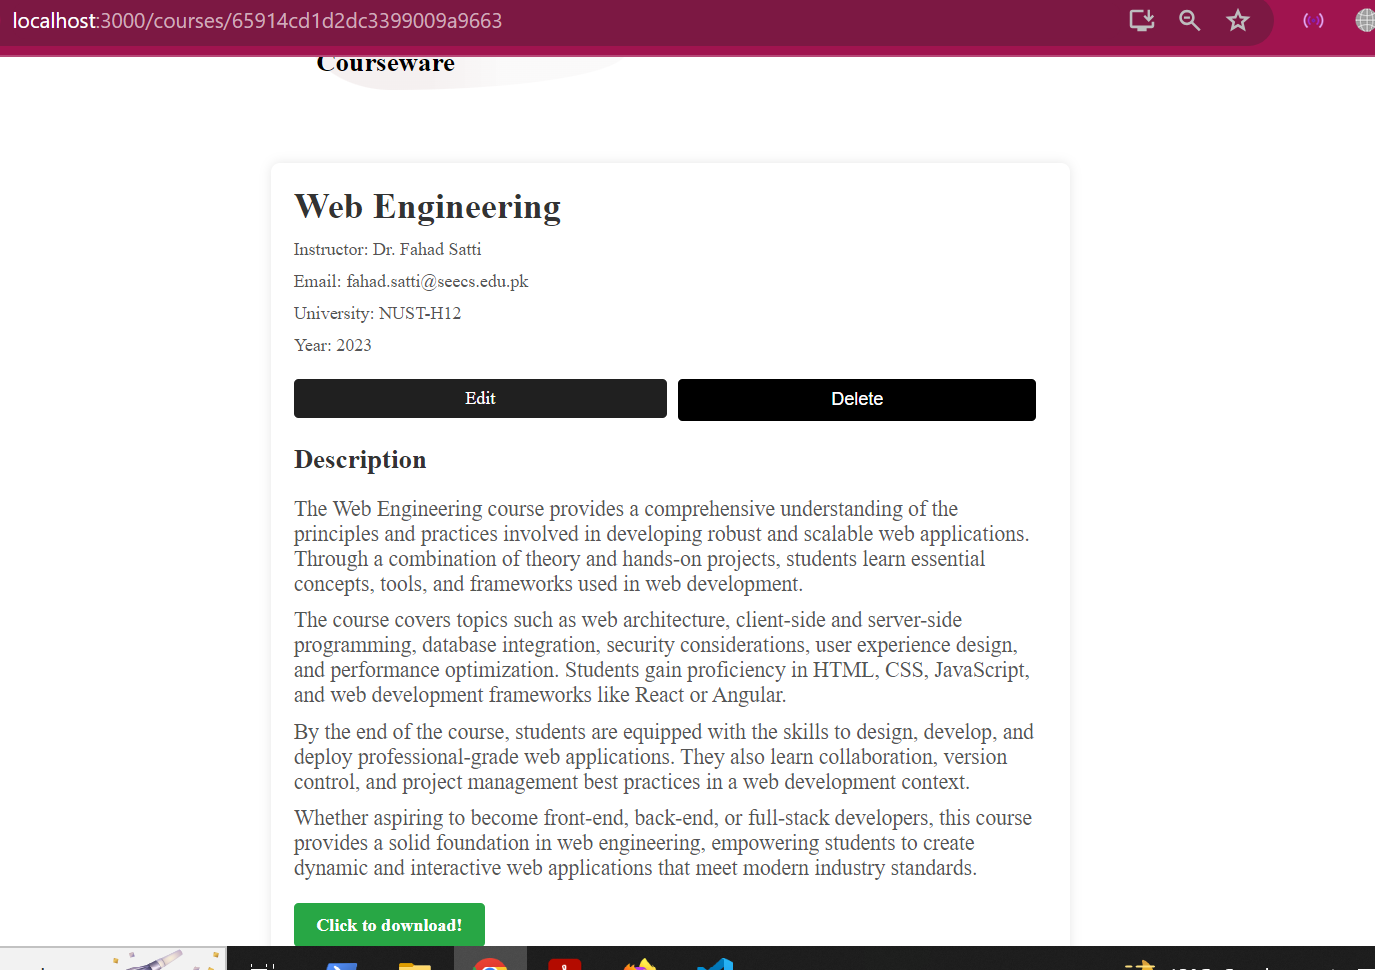 localhost:3000/courses/65914cd1d2dc3399009a9663
Courseware
Web Engineering
Instructor: Dr. Fahad Satti
Email: fahad.satti@seecs.edu.pk
University: NUST-H12
Year: 2023
Edit
Delete
Description
The Web Engineering course provides a comprehensive understanding of the
principles and practices involved in developing robust and scalable web applications.
Through a combination of theory and hands-on projects, students learn essential
concepts, tools, and frameworks used in web development.
The course covers topics such as web architecture, client-side and server-side
programming, database integration, security considerations, user experience design,
and performance optimization. Students gain proficiency in HTML, CSS, JavaScript,
and web development frameworks like React or Angular.
By the end of the course, students are equipped with the skills to design, develop, and
deploy professional-grade web applications. They also learn collaboration, version
control, and project management best practices in a web development context.
Whether aspiring to become front-end, back-end, or full-stack developers, this course
provides a solid foundation in web engineering, empowering students to create
dynamic and interactive web applications that meet modern industry standards.
Click to download!